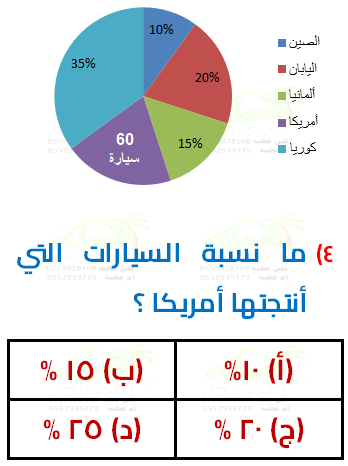 10%
20%
15%
60
سيارة
35%
الصين
اليابان
ألمانيا
أمريكا
كوريا
٤) ما نسبة السيارات التي
أنتجتها أمريكا ؟
(أ) ١٠% (ب) ١٥ %
(ج) ٢٠ % (د) ٢٥ %